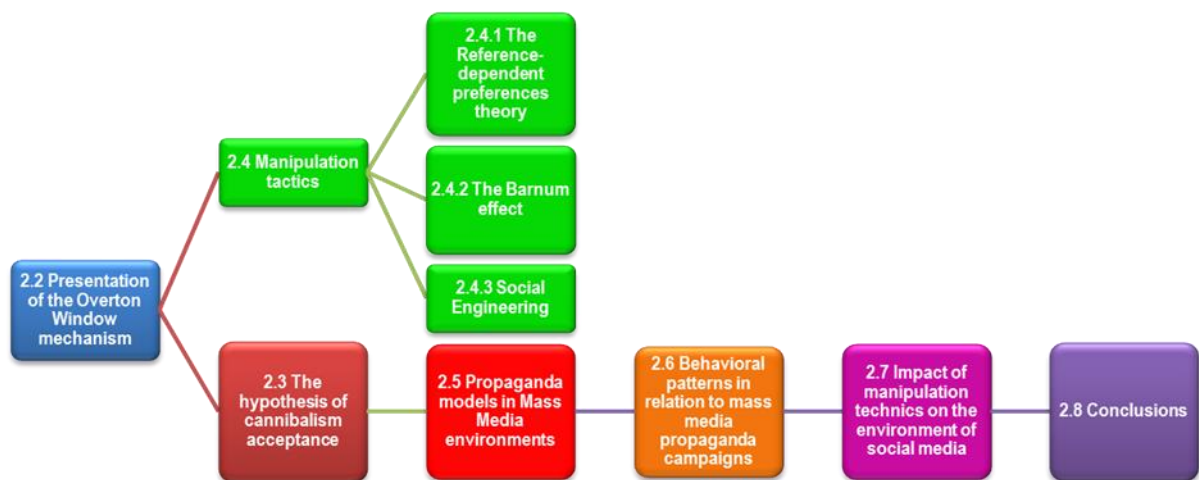 2.4.1 The
Reference-
dependent
preferences
theory
2.4 Manipulation
tactics
2.4.2 The Barnum
effect
2.4.3 Social
Engineering
2.2 Presentation
of the Overton
Window
mechanism
2.3 The
hypothesis of
cannibalism
acceptance
2.5 Propaganda
models in Mass
Media
environments
2.6 Behavioral
patterns in
relation to mass
media
propaganda
campaigns
2.7 Impact of
manipulation
technics on the
environment of
social media
2.8 Conclusions